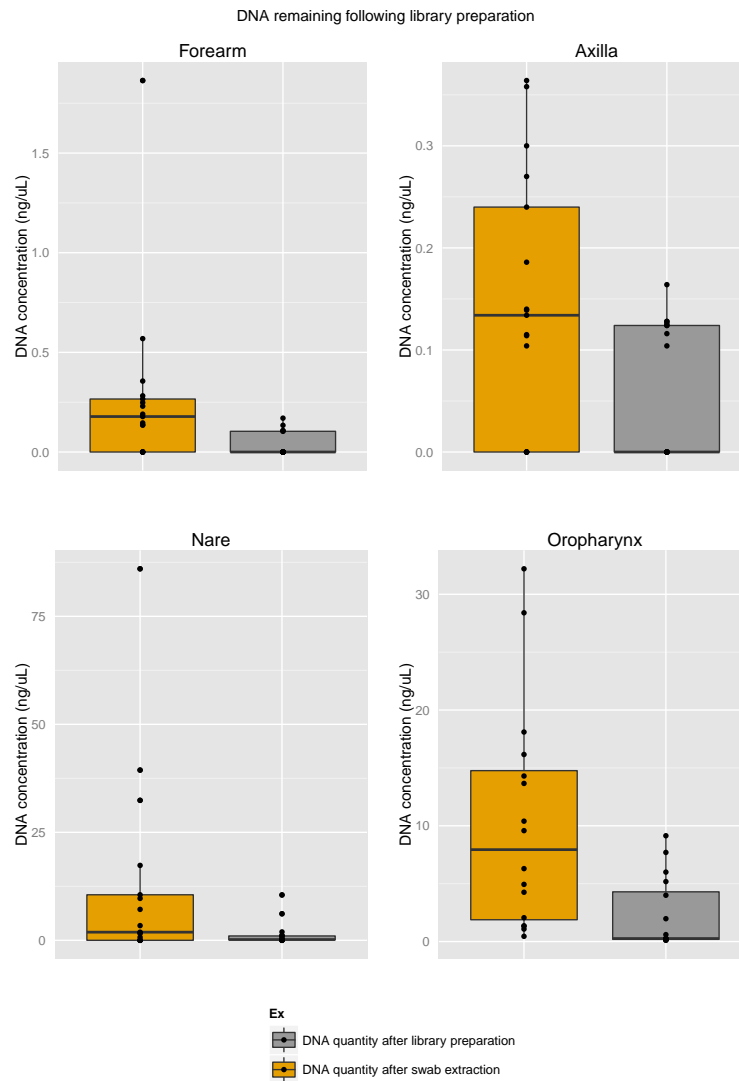 DNA remaining following library preparation
Forearm
Axilla
DNA concentration (ng/uL)
1.5
1.0
0.5
0.0
DNA concentration (ng/uL)
0.3
0.2
0.1
0.0
Nare
Oropharynx
DNA concentration (ng/uL)
75
50
25
0
DNA concentration (ng/uL)
30
20
10
0
Ex
DNA quantity after library preparation
DNA quantity after swab extraction